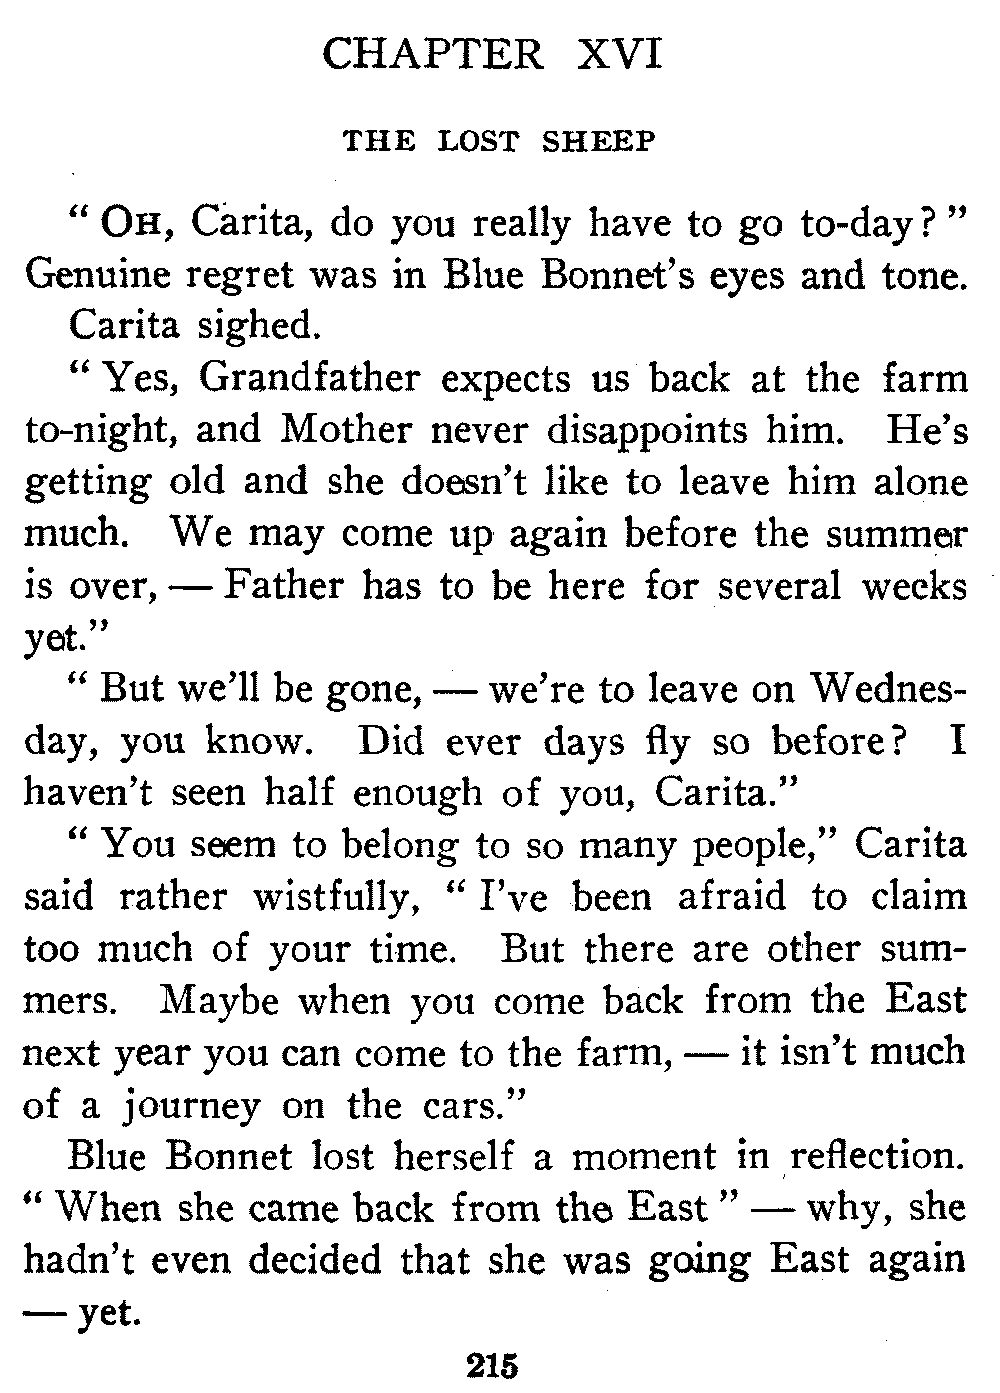 CHAPTER XVI
THE LOST SHEEP
" OH, Carita, do you really have to go to-day? "
Genuine regret was in Blue Bonnet's eyes and tone.
Carita sighed.
" Yes, Grandfather expects us back at the farm
to-night, and Mother never disappoints him. He's
getting old and she doesn't like to leave him alone
much. We may come up again before the summer
is over, — Father has to be here for several weeks
yet."
" But we'll be gone, — we're to leave on Wednes-
day, you know. Did ever days fly so before? I
haven't seen half enough of you, Carita."
" You seem to belong to so many people," Carita
said rather wistfully, " I've been afraid to claim
too much of your time. But there are other sum-
mers. Maybe when you come back from the East
next year you can come to the farm, — it isn't much
of a journey on the cars."
Blue Bonnet lost herself a moment in reflection.
" When she came back from the East " — why, she
hadn't even decided that she was going East again
— yet.
215